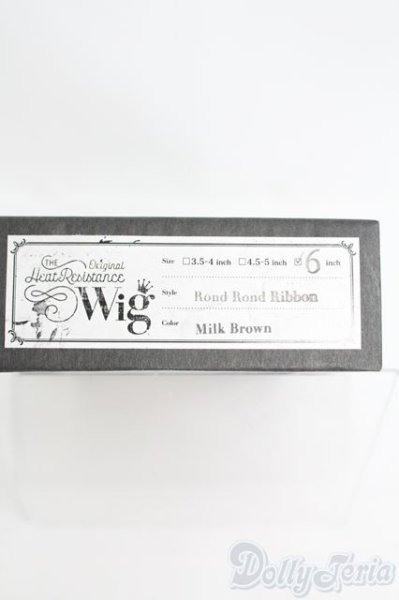 THE Original
Heat Resistance
Wig
Size ☐3.5-4 inch ☐4.5-5 inch ☑6 inch
Style Rond Rond Ribbon
Color Milk Brown
DollyTeria